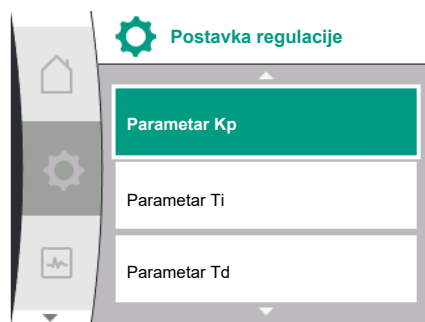 Postavka regulacije
Parametar Kp
Parametar Ti
Parametar Td